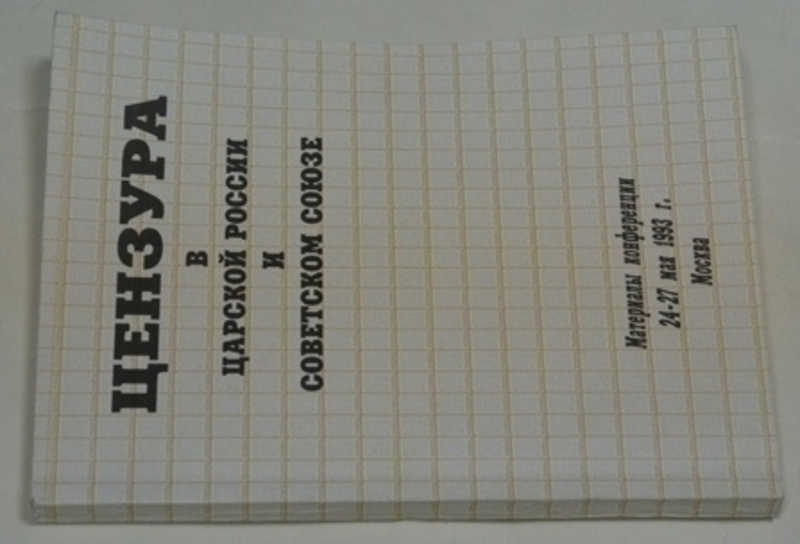 ЦЕНЗУРА
В
ЦАРСКОЙ РОССИИ
И
СОВЕТСКОМ СОЮЗЕ
Материалы конференции
24-27 мая 1993 г.
Москва